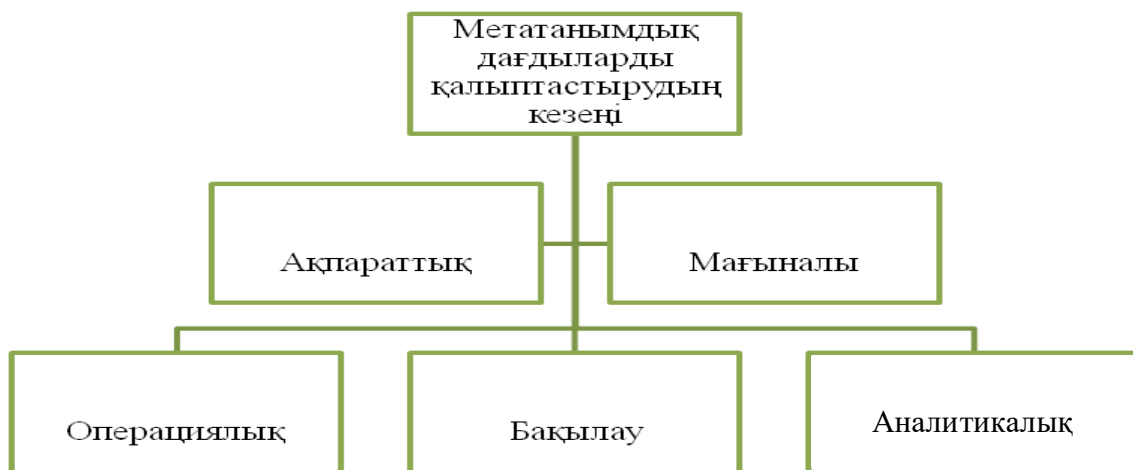 Метатанымдық
дағдыларды
қалыптастырудың
кезеңі
Ақпараттық
Мағыналы
Операциялық
Бақылау
Аналитикалық